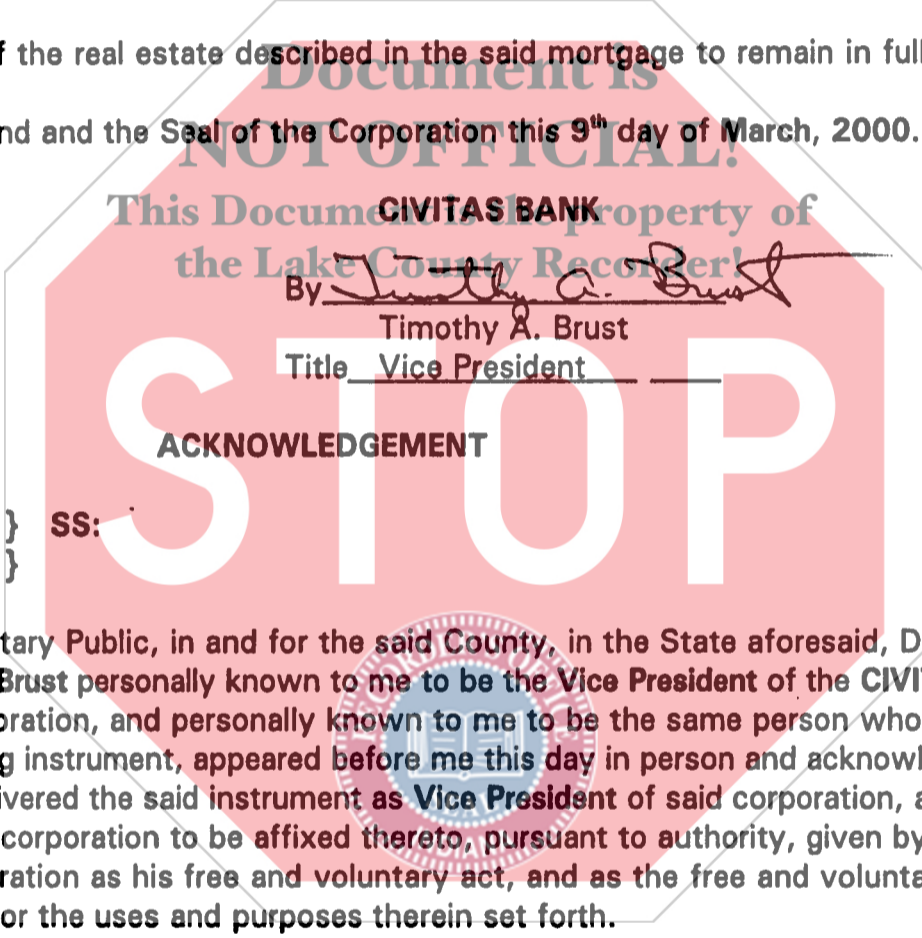 f the real estate described in the said mortgage to remain in full
Document is
nd and the Seal of the Corporation this 9th day of March, 2000.
NOT OFFICIAL!
CIVITAS BANK
This Document is the property of
the Lake County Recorder!
By Timothy A. Brust
Timothy A. Brust
Title Vice President
STOP
ACKNOWLEDGEMENT
} SS:
}
tary Public, in and for the said County, in the State aforesaid, D
Brust personally known to me to be the Vice President of the CIVI
oration, and personally known to me to be the same person who
g instrument, appeared before me this day in person and acknowl
ivered the said instrument as Vice President of said corporation, a
corporation to be affixed thereto, pursuant to authority, given by
ration as his free and voluntary act, and as the free and volunta
or the uses and purposes therein set forth.